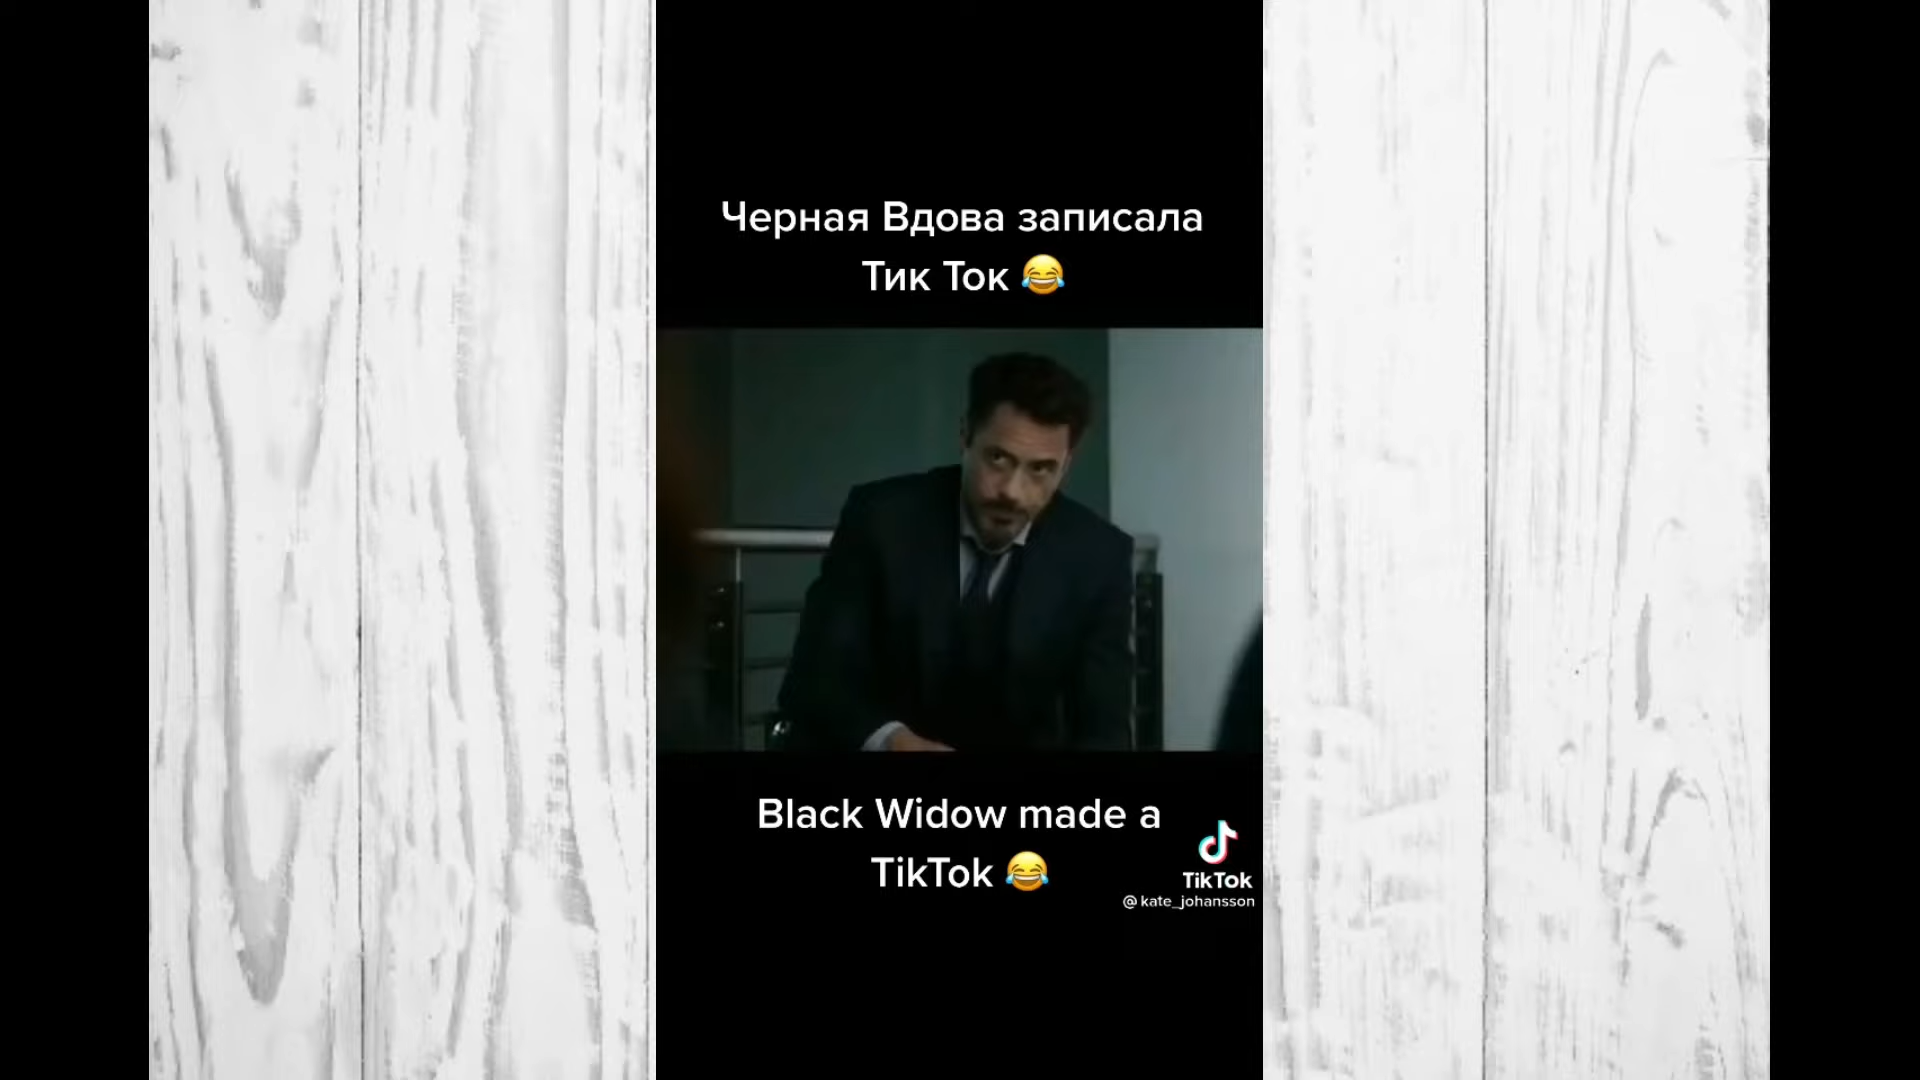 Черная Вдова записала
Тик Ток 😂
Black Widow made a
TikTok 😂
TikTok
@kate_johansson